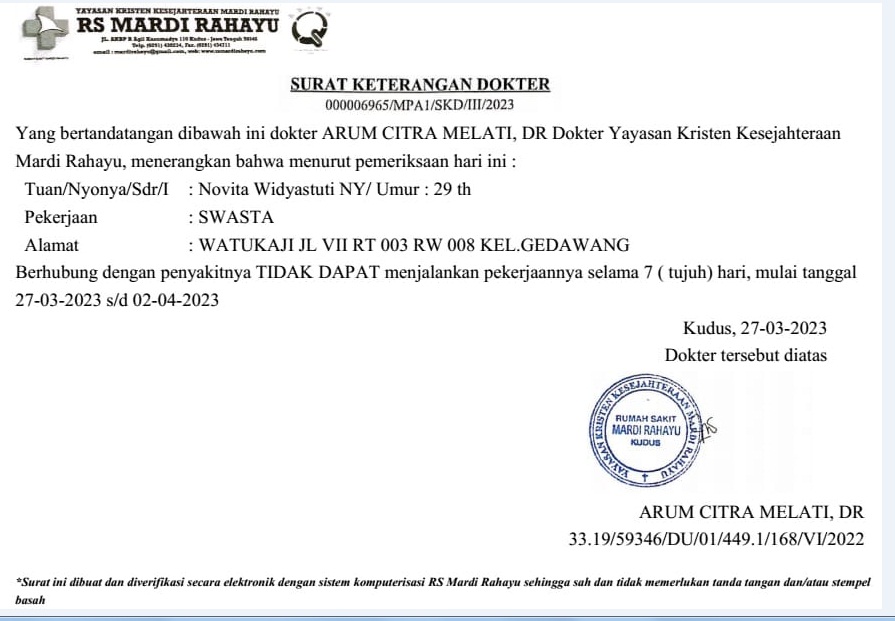 YAYASAN KRISTEN KESEJAHTERAAN MARDI RAHAYU
RS MARDI RAHAYU
JL. AKBP R Agil Kusumadya 110 Kudus - Jawa Tengah 59346
Telp. (0291) 438234, Fax. (0291)
email : mardirahayu@gmail.com, web: www.rsmardirahayu.com
SURAT KETERANGAN DOKTER
000006965/MPA1/SKD/III/2023
Yang bertandatangan dibawah ini dokter ARUM CITRA MELATI, DR Dokter Yayasan Kristen Kesejahteraan
Mardi Rahayu, menerangkan bahwa menurut pemeriksaan hari ini :
Tuan/Nyonya/Sdr/I : Novita Widyastuti NY/ Umur : 29 th
Pekerjaan : SWASTA
Alamat : WATUKAJI JL VII RT 003 RW 008 KEL.GEDAWANG
Berhubung dengan penyakitnya TIDAK DAPAT menjalankan pekerjaannya selama 7 ( tujuh) hari, mulai tanggal
27-03-2023 s/d 02-04-2023
Kudus, 27-03-2023
Dokter tersebut diatas
YAYASAN KRISTEN KESEJAHTERAAN MARDI RAHAYU
RUMAH SAKIT
MARDI RAHAYU
KUDUS
ARUM CITRA MELATI, DR
33.19/59346/DU/01/449.1/168/VI/2022
*Surat ini dibuat dan diverifikasi secara elektronik dengan sistem komputerisasi RS Mardi Rahayu sehingga sah dan tidak memerlukan tanda tangan dan/atau stempel
basah